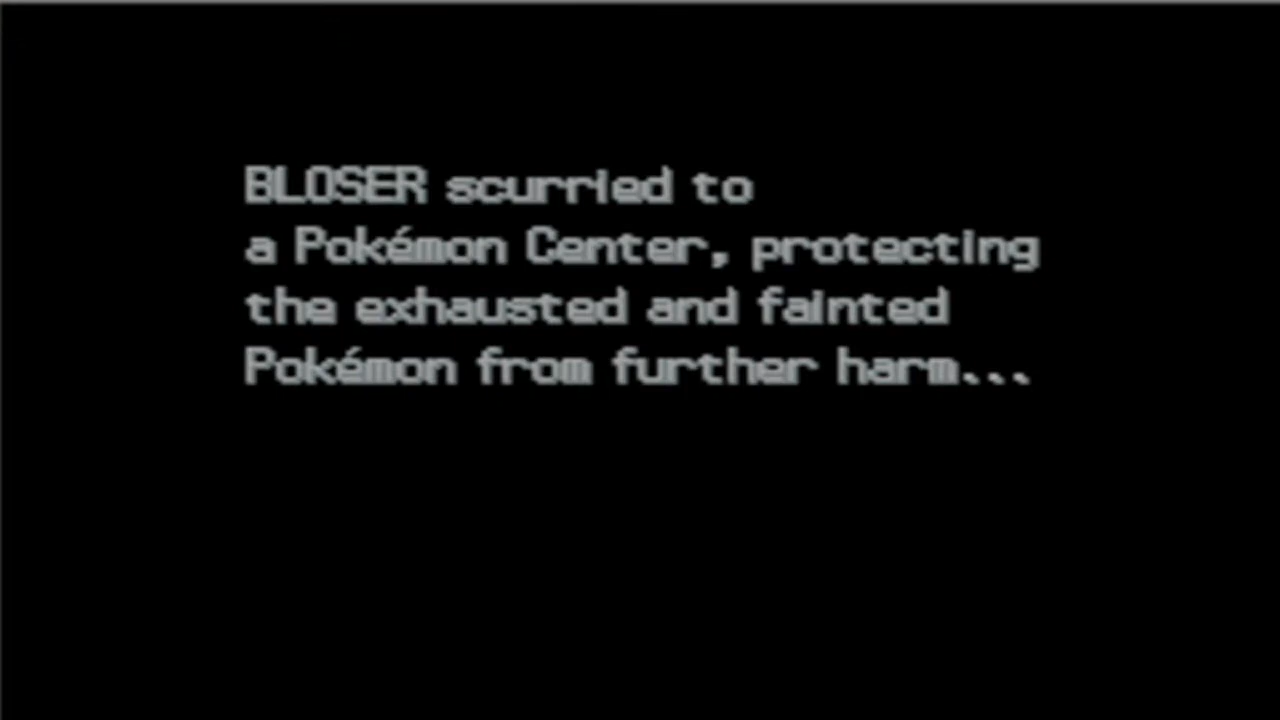 BLOSER scurried to
a Pokémon Center, protecting
the exhausted and fainted
Pokémon from further harm...